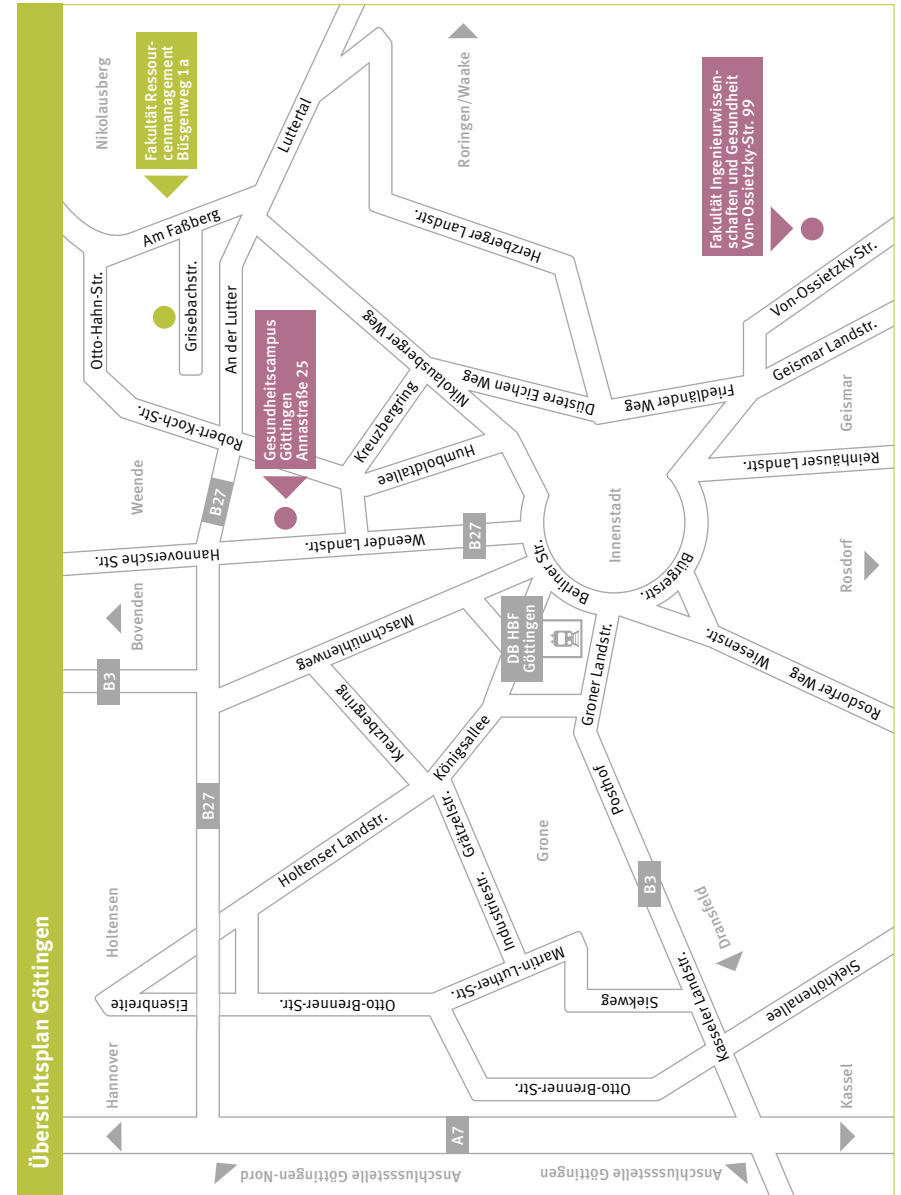 Übersichtsplan Göttingen
Nikolausberg
Fakultät Ressour-
cenmanagement
Büsgenweg 1 a
Am Faßberg
Luttertal
Otto-Hahn-Str.
Grisebachstr.
An der Lutter
Robert-Koch-Str.
Roringen/Waake
Herzberger Landstr.
Fakultät Ingenieurwissen-
schaften und Gesundheit
Von-Ossietzky-Str. 99
Von-Ossietzky-Str.
Geismar Landstr.
Geismar
Reinhäuser Landstr.
Friedländer Weg
Düstere Eichen Weg
Nikolausberger Weg
Kreuzbergring
Humboldtallee
Gesundheitscampus
Göttingen
Annastraße 25
Weende
B27
Hannoversche Str.
Weender Landstr.
B27
Innenstadt
Berliner Str.
Bürgerstr.
Rosdorf
Bovenden
B3
Maschmühlenweg
DB HBF
Göttingen
Groner Landstr.
Wiesenstr.
Rosdorfer Weg
Kreuzbergring
Königsallee
Posthof
B27
Holtenser Landstr.
Grätzelstr.
Industriestr.
Grone
B3
Dransfeld
Holtensen
Eisenbreite
Otto-Brenner-Str.
Martin-Luther-Str.
Siekweg
Kasseler Landstr.
Siekhöhenallee
Otto-Brenner-Str.
Hannover
A7
Kassel
Anschlussstelle Göttingen-Nord
Anschlussstelle Göttingen